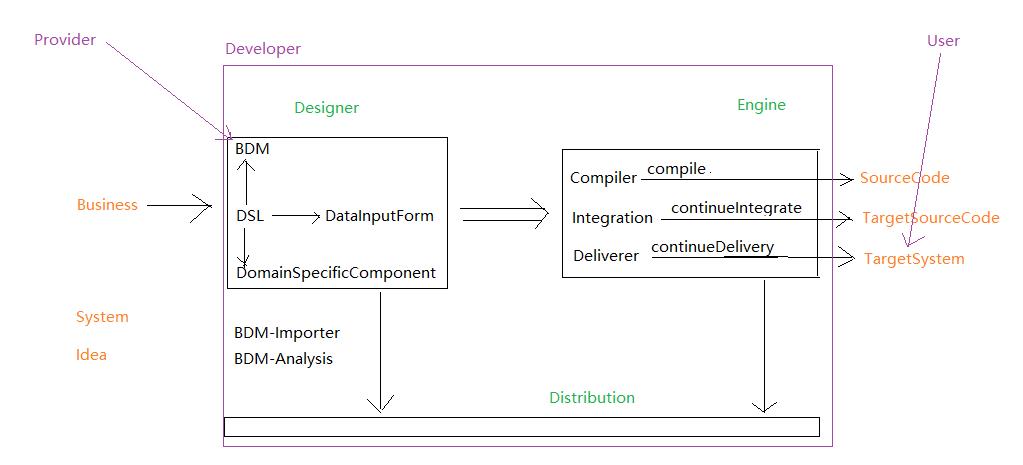 Provider
Developer
User
Designer
Engine
BDM
Compiler compile
SourceCode
Business
DSL
DataInputForm
Integration continueIntegrate
TargetSourceCode
Deliverer continueDelivery
TargetSystem
DomainSpecificComponent
System
BDM-Importer
Idea
BDM-Analysis
Distribution